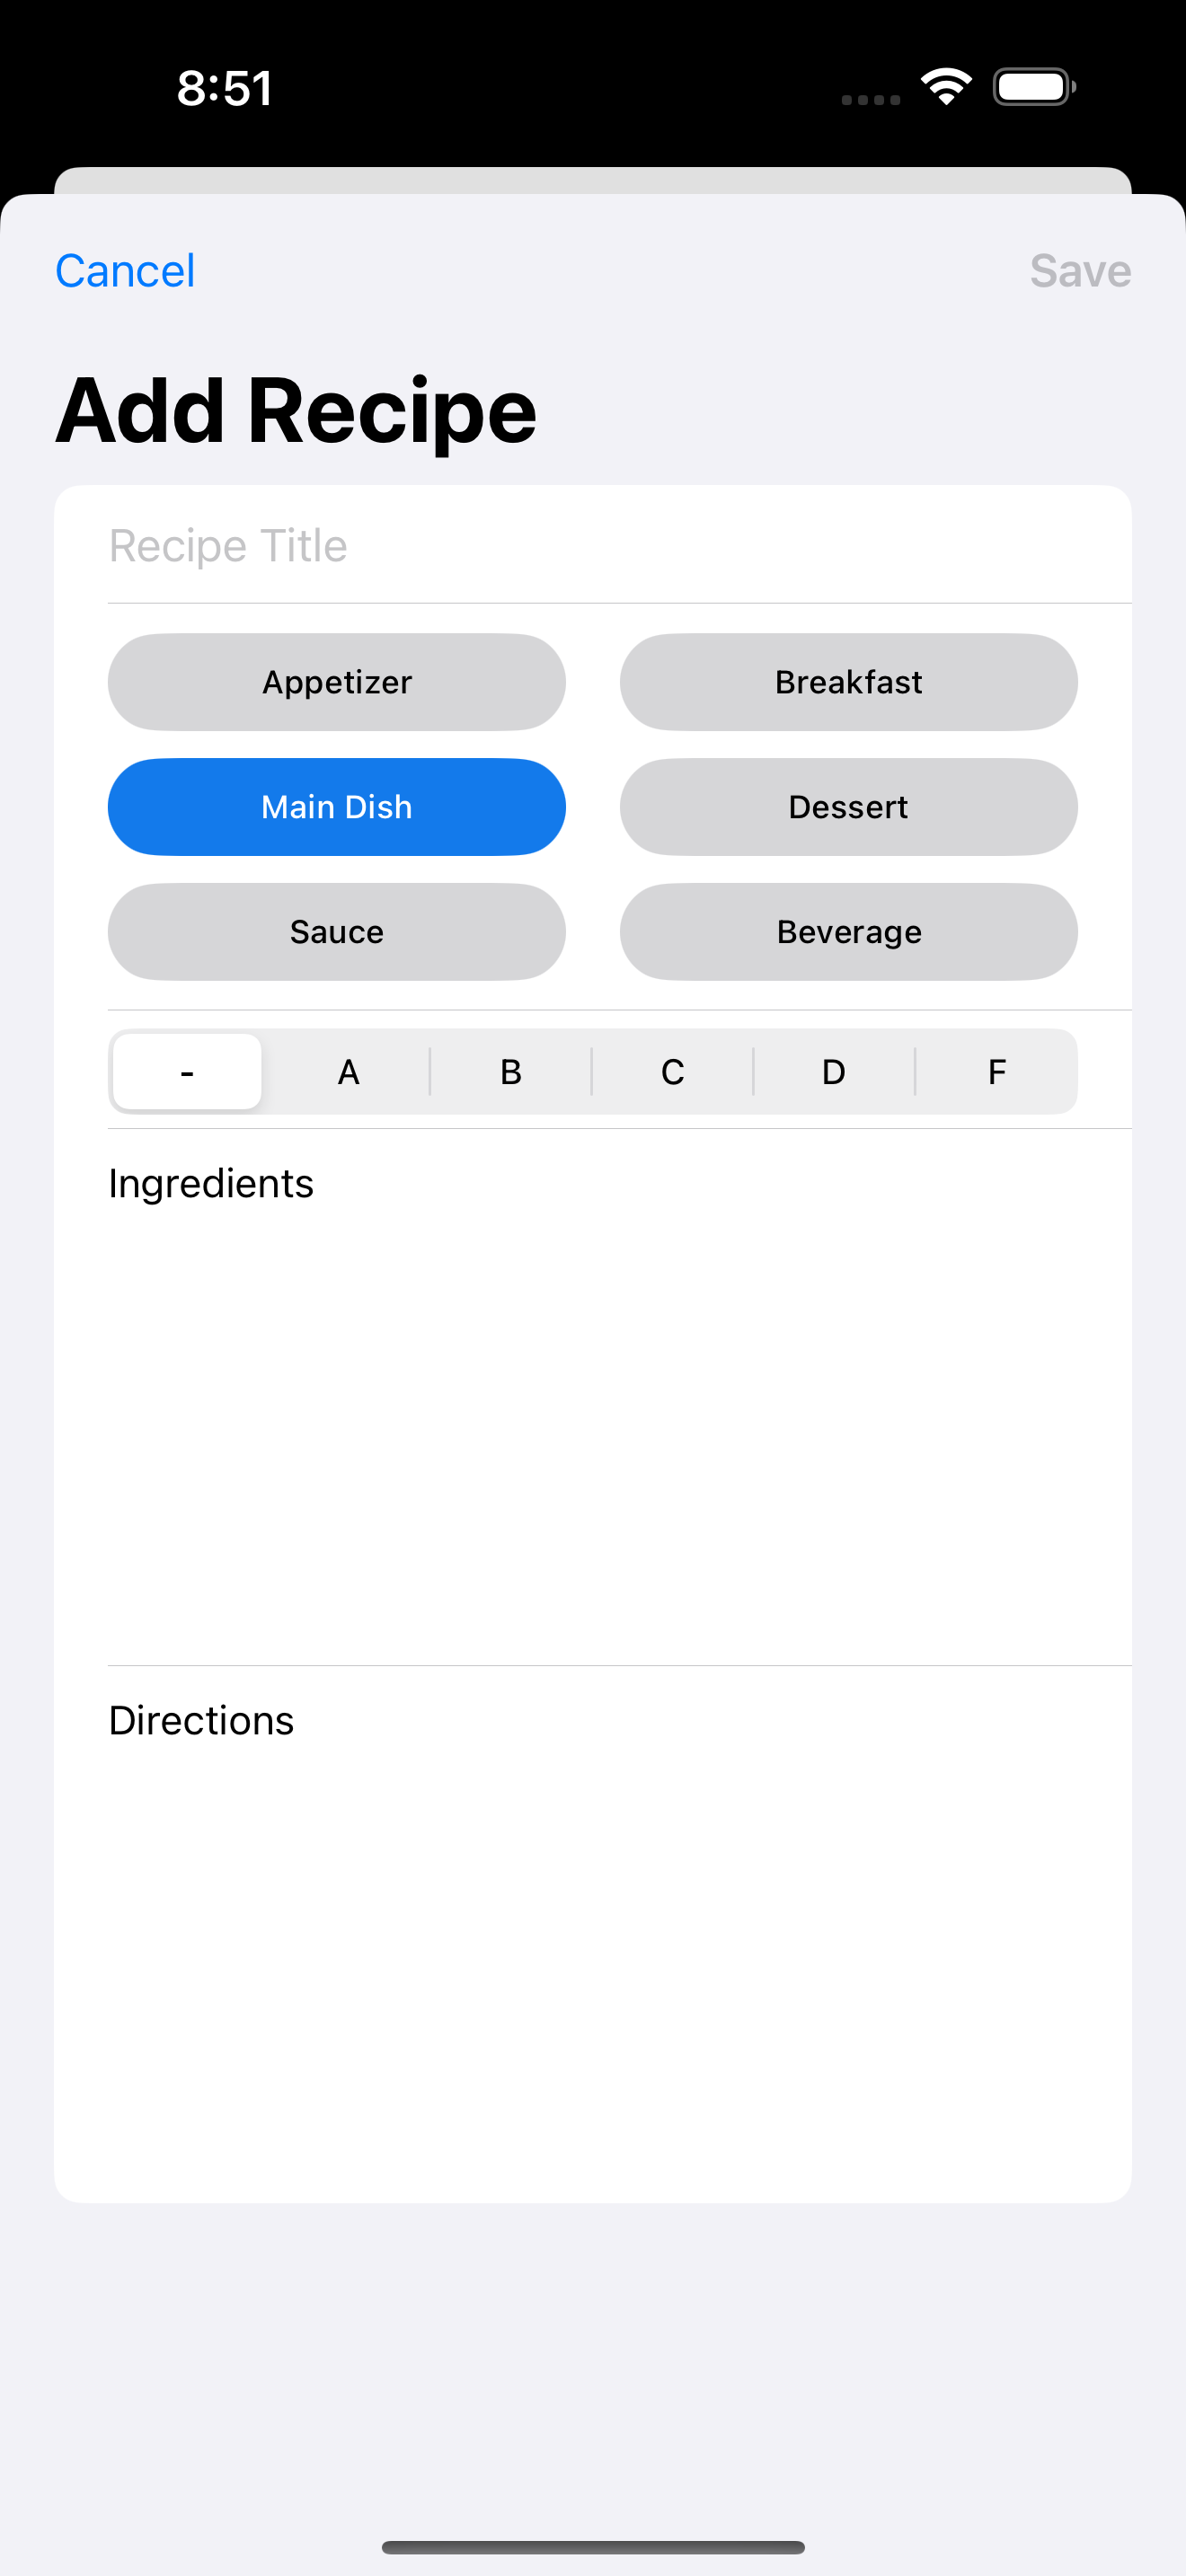 8:51
Cancel Save
Add Recipe
Recipe Title
Appetizer Breakfast
Main Dish Dessert
Sauce Beverage
- A B C D F
Ingredients
Directions